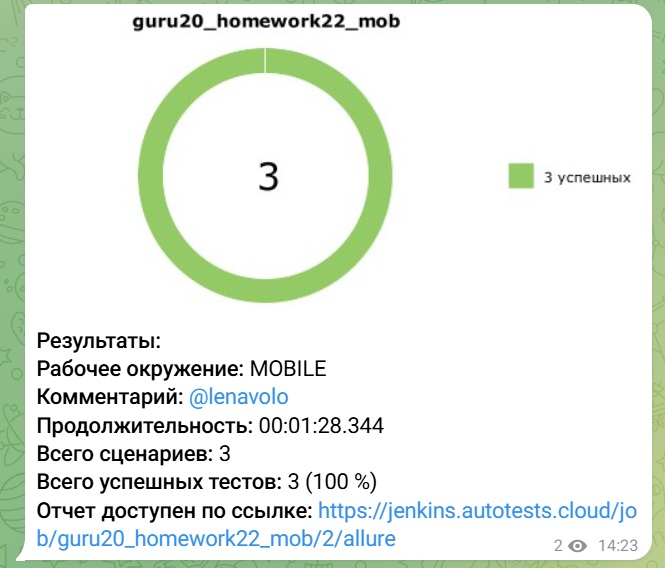 guru20_homework22_mob
3
3 успешных
Результаты:
Рабочее окружение: MOBILE
Комментарий: @lenavolo
Продолжительность: 00:01:28.344
Всего сценариев: 3
Всего успешных тестов: 3 (100 %)
Отчет доступен по ссылке: https://jenkins.autotests.cloud/jo
b/guru20_homework22_mob/2/allure
2 14:23